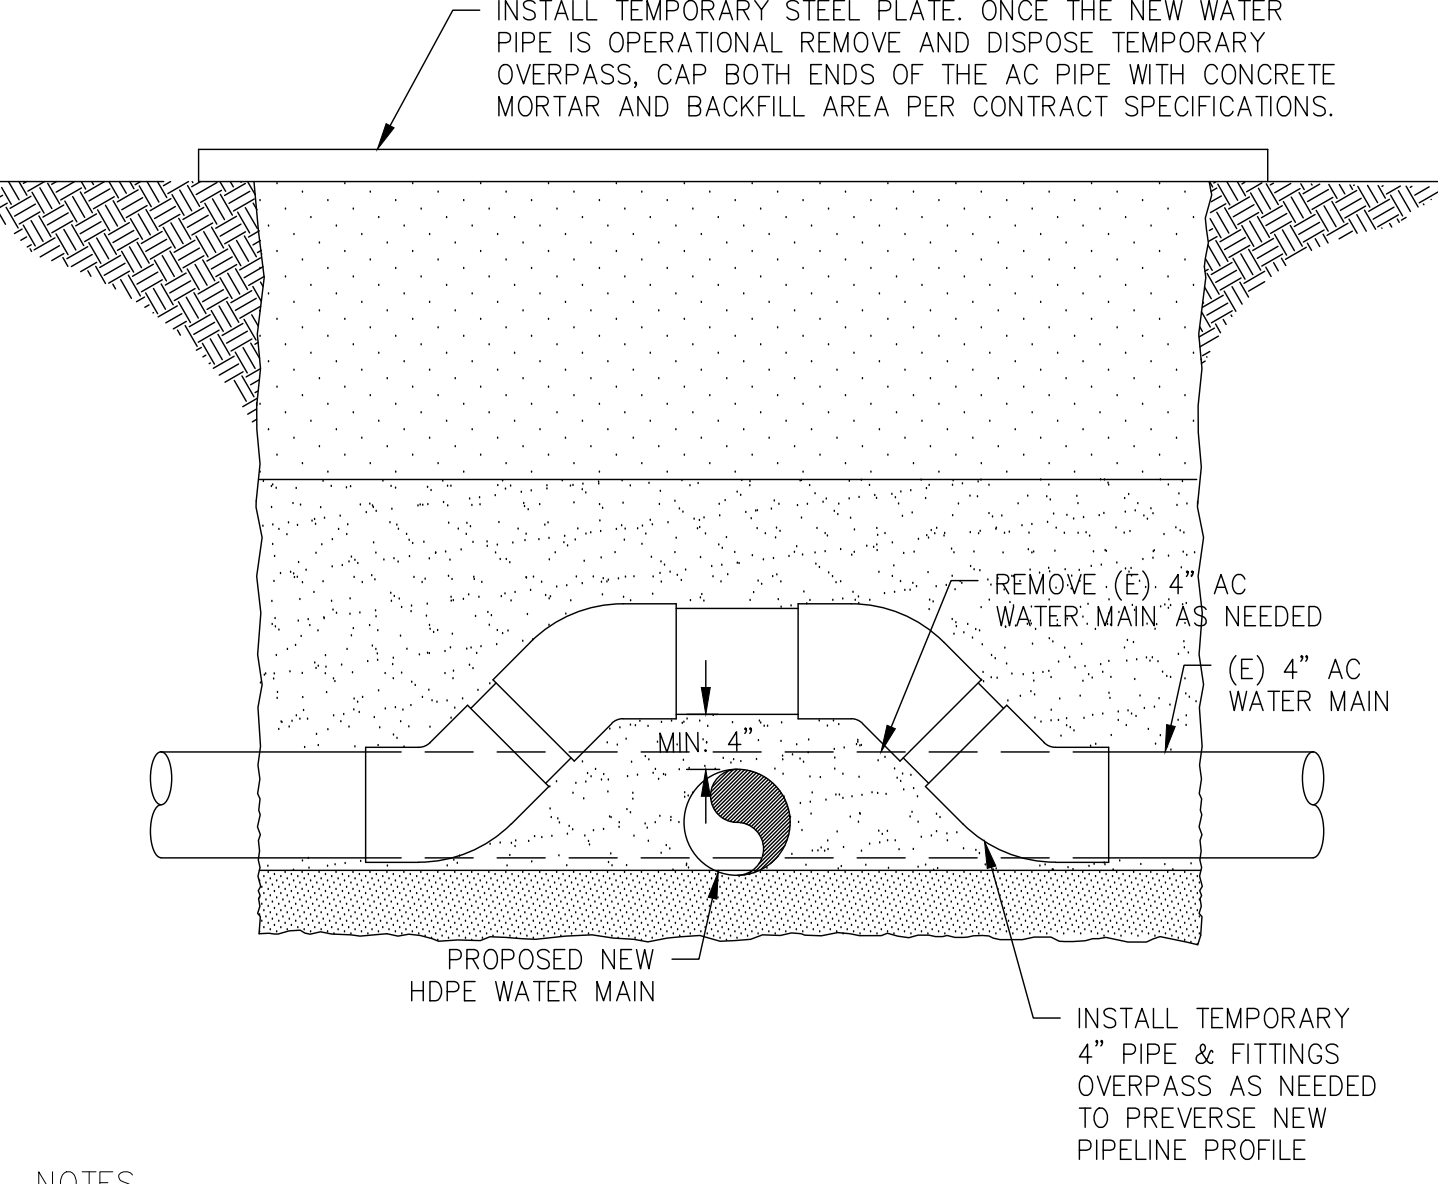 INSTALL TEMPORARY STEEL PLATE. ONCE THE NEW WATER
PIPE IS OPERATIONAL REMOVE AND DISPOSE TEMPORARY
OVERPASS, CAP BOTH ENDS OF THE AC PIPE WITH CONCRETE
MORTAR AND BACKFILL AREA PER CONTRACT SPECIFICATIONS.
REMOVE (E) 4" AC
WATER MAIN AS NEEDED
(E) 4" AC
WATER MAIN
MIN. 4"
PROPOSED NEW
HDPE WATER MAIN
INSTALL TEMPORARY
4" PIPE & FITTINGS
OVERPASS AS NEEDED
TO PREVERSE NEW
PIPELINE PROFILE
NOTES